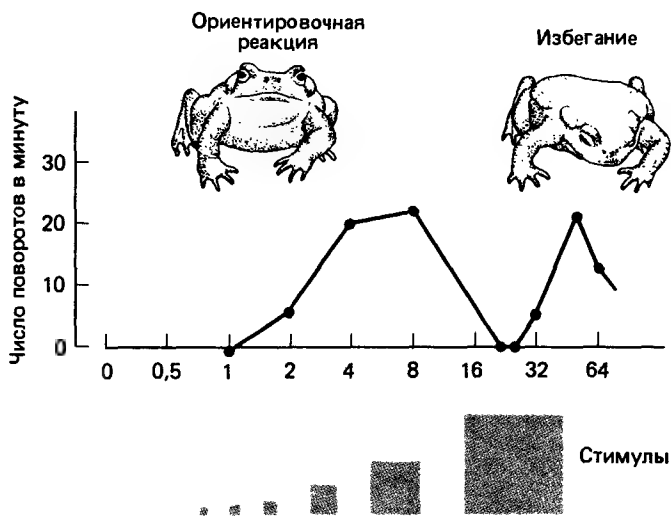 Ориентировочная
реакция
Избегание
Число поворотов в минуту
30
20
10
0
0 0,5 1 2 4 8 16 32 64
Стимулы